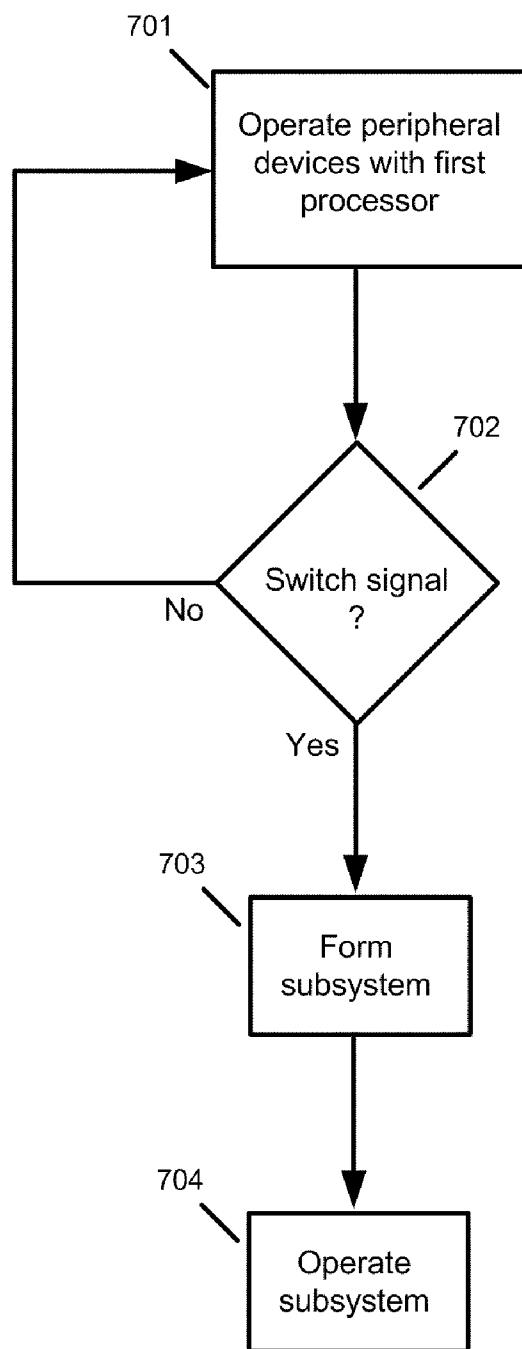 701
Operate peripheral
devices with first
processor
702
Switch signal
?
No
Yes
703
Form
subsystem
704
Operate
subsystem